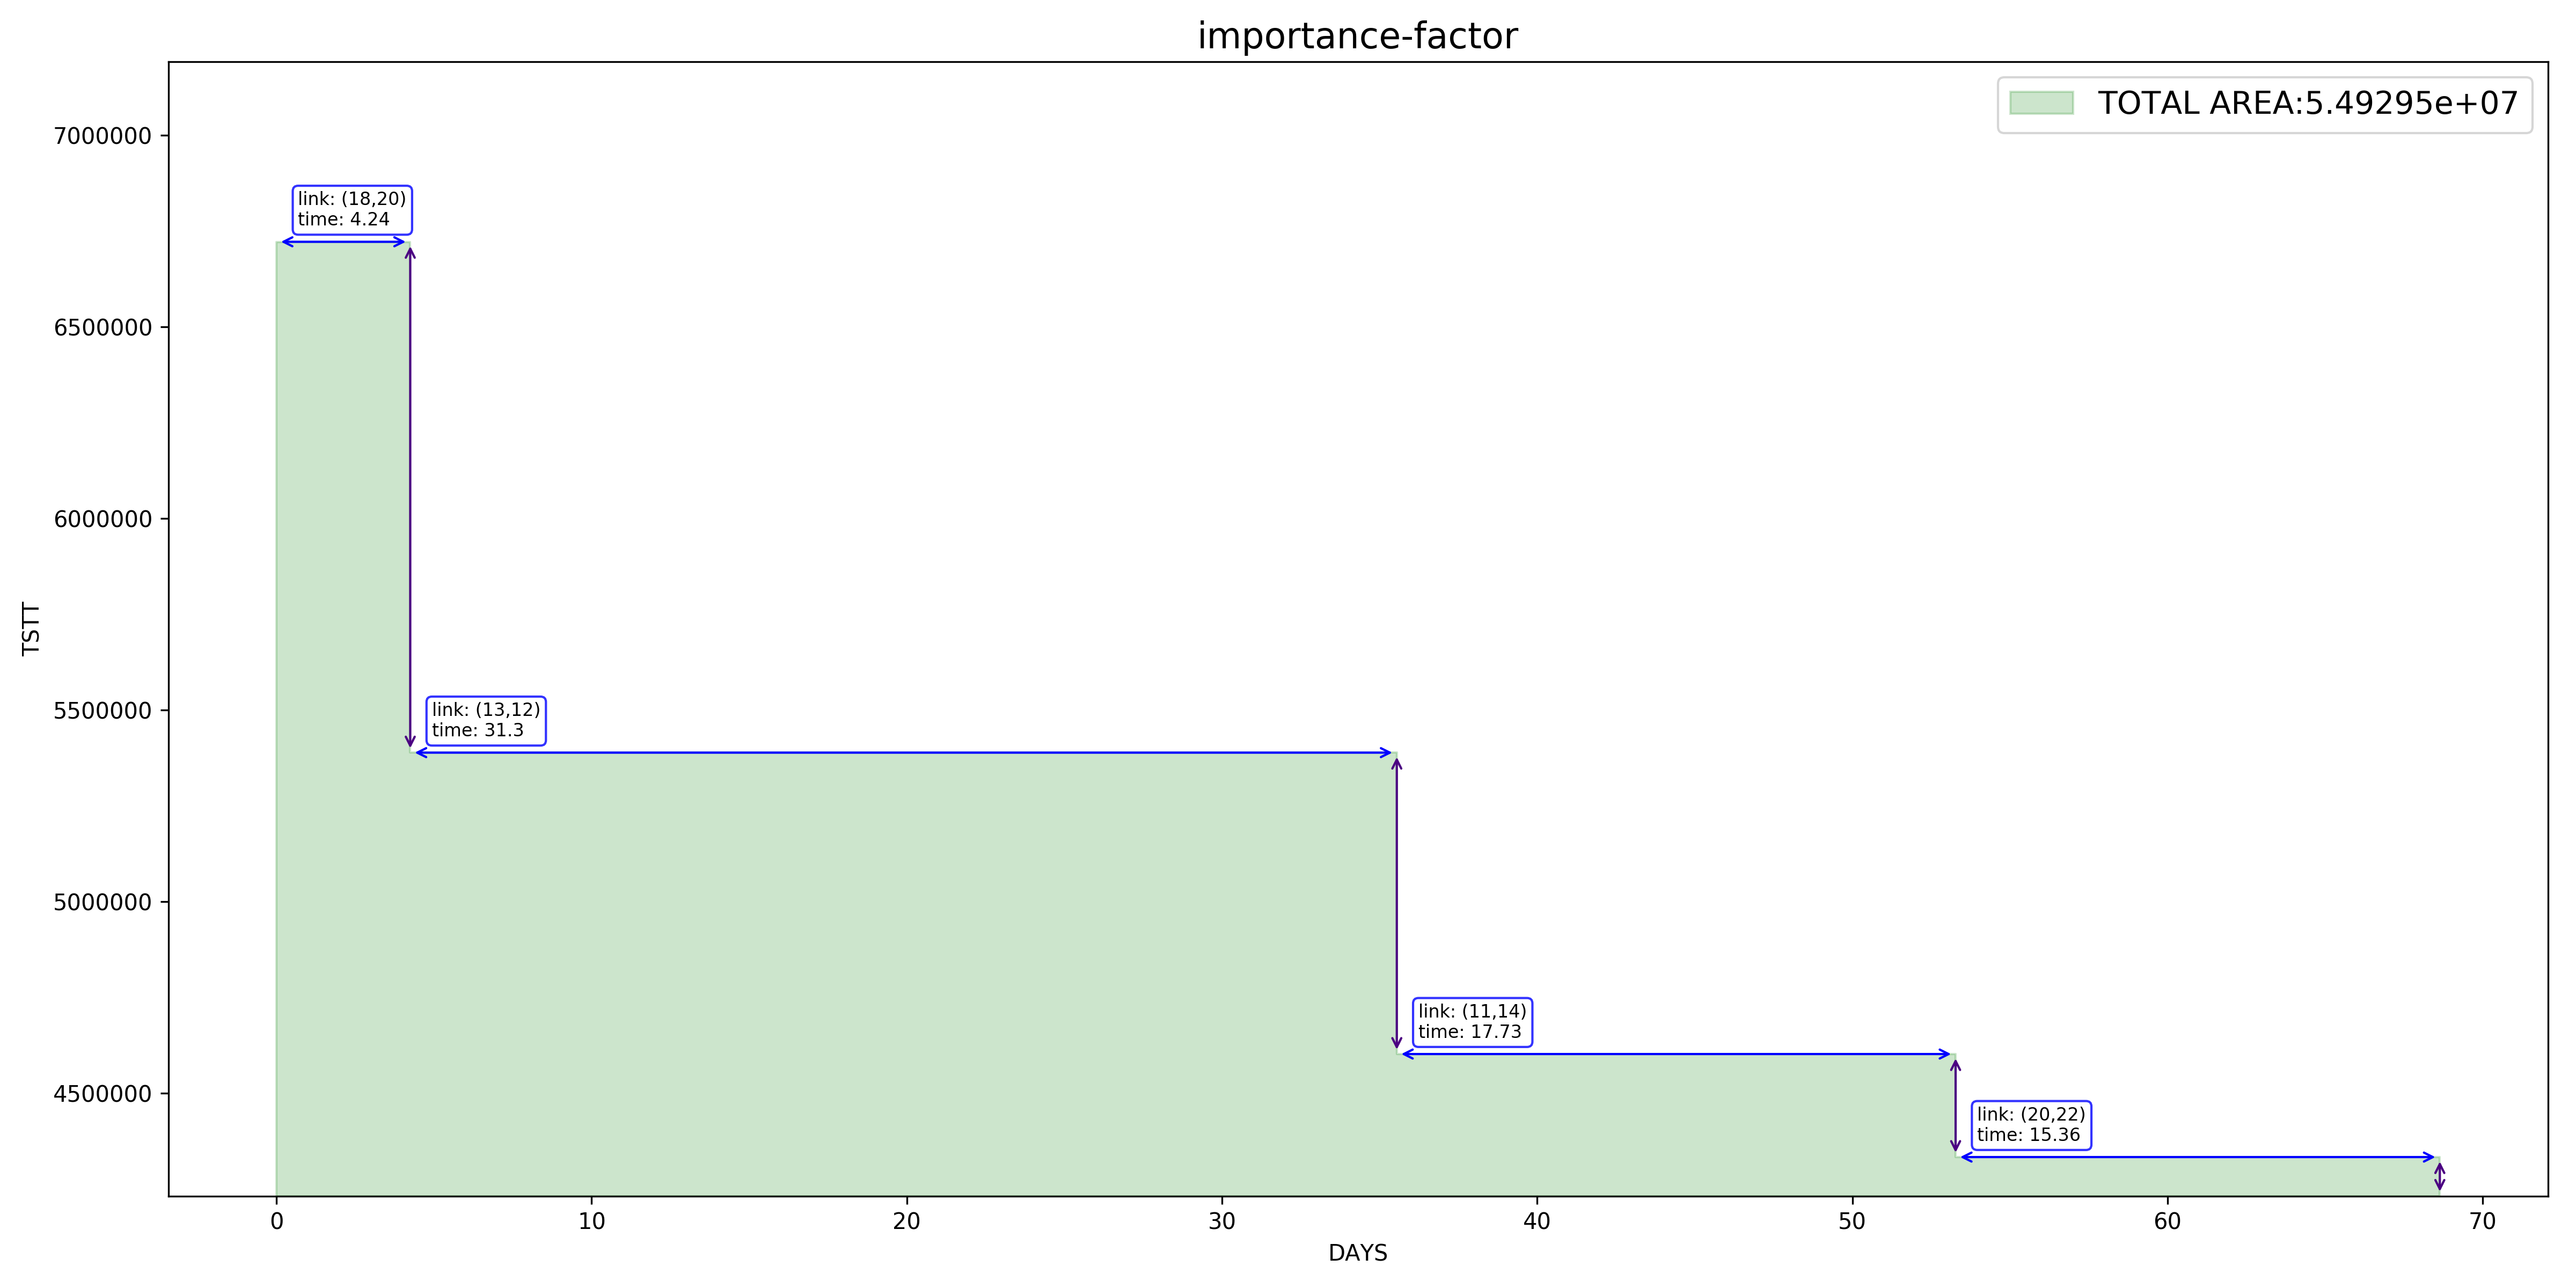 importance-factor
TOTAL AREA:5.49295e+07
7000000
6500000
6000000
5500000
5000000
4500000
TSTT
link: (18,20)
time: 4.24
link: (13,12)
time: 31.3
link: (11,14)
time: 17.73
link: (20,22)
time: 15.36
0 10 20 30 40 50 60 70
DAYS